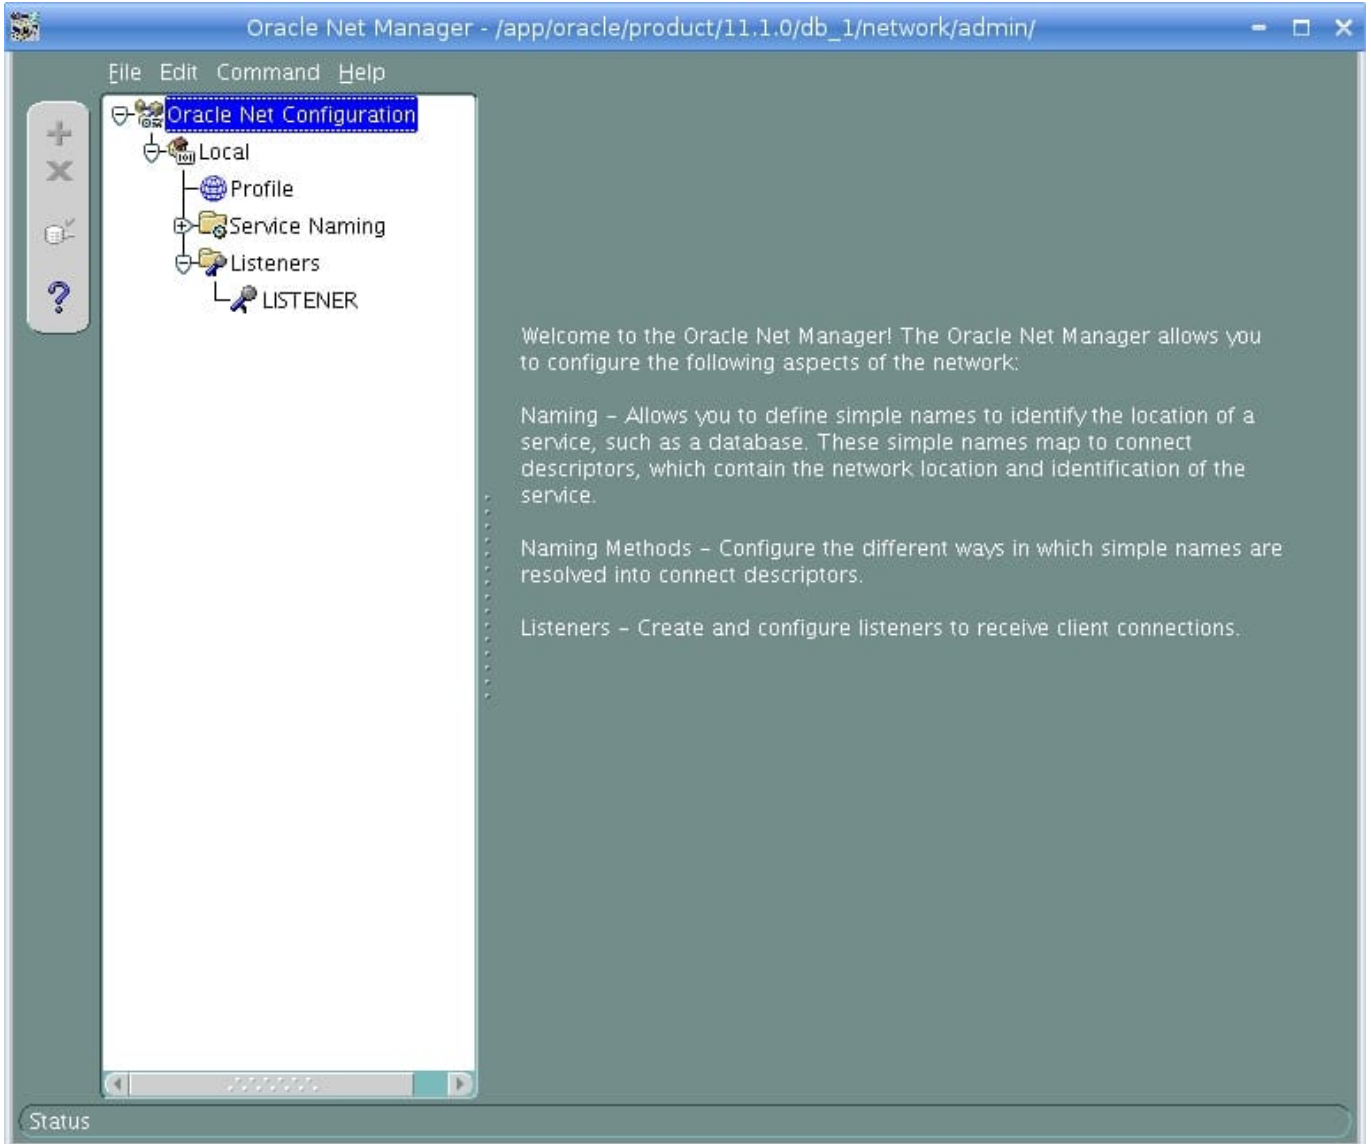 Oracle Net Manager - /app/oracle/product/11.1.0/db_1/network/admin/
File Edit Command Help
Oracle Net Configuration
Local
Profile
Service Naming
Listeners
LISTENER
Welcome to the Oracle Net Manager! The Oracle Net Manager allows you
to configure the following aspects of the network:
Naming – Allows you to define simple names to identify the location of a
service, such as a database. These simple names map to connect
descriptors, which contain the network location and identification of the
service.
Naming Methods – Configure the different ways in which simple names are
resolved into connect descriptors.
Listeners – Create and configure listeners to receive client connections.
Status